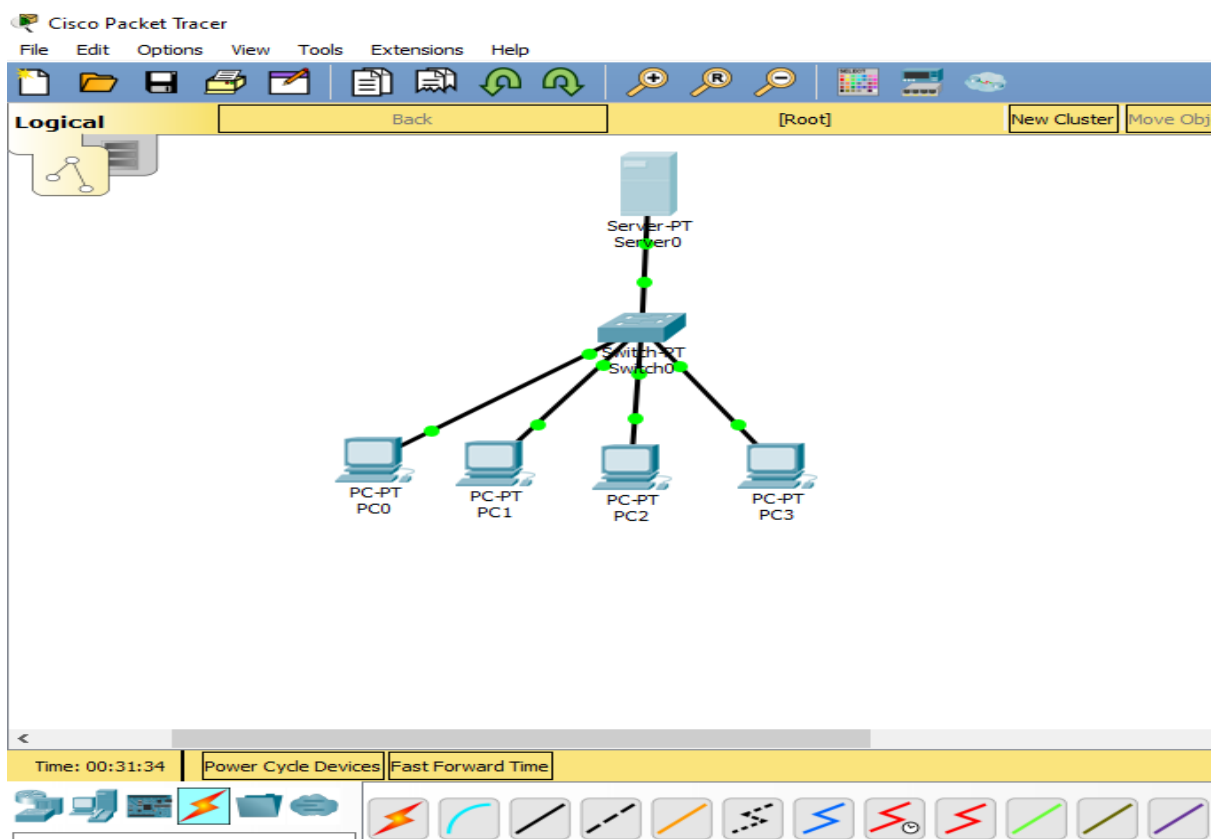 Cisco Packet Tracer
File Edit Options View Tools Extensions Help
Logical Back [Root] New Cluster Move Obj
Server-PT
Server0
Switch-PT
Switch0
PC-PT
PC0
PC-PT
PC1
PC-PT
PC2
PC-PT
PC3
Time: 00:31:34 Power Cycle Devices Fast Forward Time